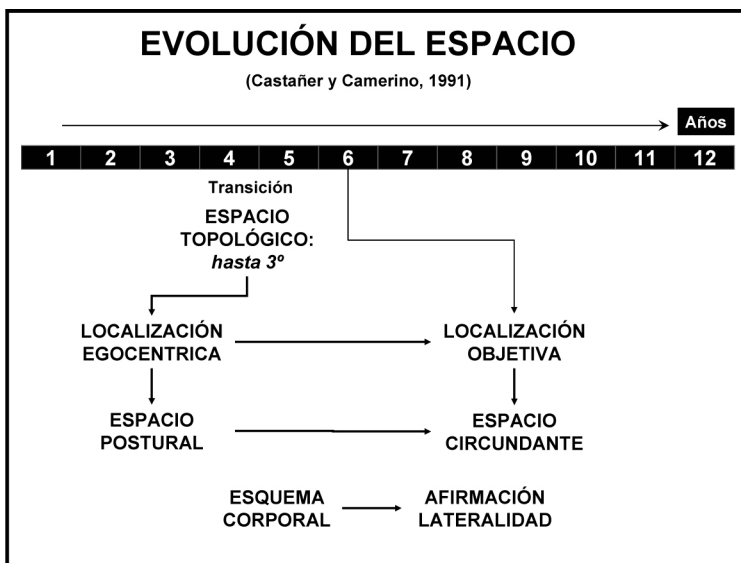 EVOLUCIÓN DEL ESPACIO
(Castañer y Camerino, 1991)
Años
1 2 3 4 5 6 7 8 9 10 11 12
Transición
ESPACIO
TOPOLÓGICO:
hasta 3º
LOCALIZACIÓN
EGOCENTRICA
LOCALIZACIÓN
OBJETIVA
ESPACIO
POSTURAL
ESPACIO
CIRCUNDANTE
ESQUEMA
CORPORAL
AFIRMACIÓN
LATERALIDAD